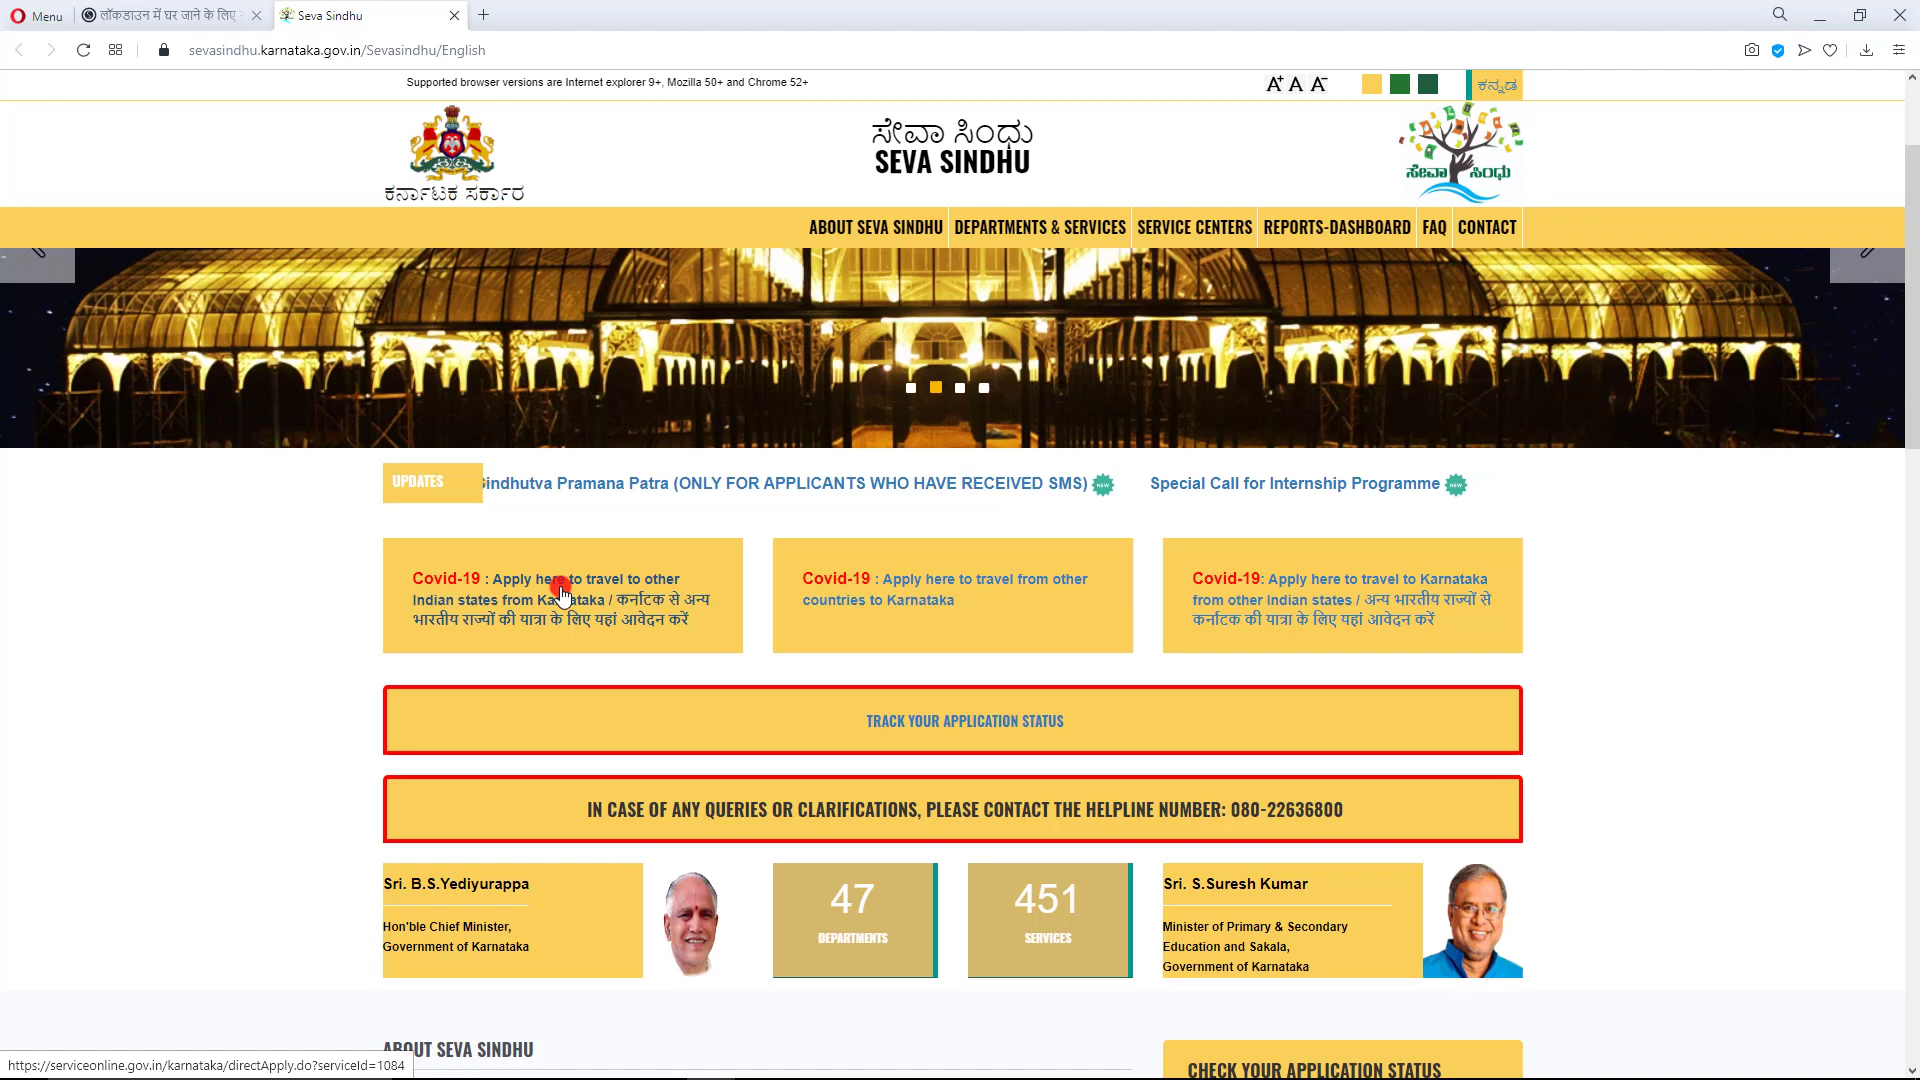 Menu
लॉकडाउन में घर जाने के लिए
Seva Sindhu
sevasindhu.karnataka.gov.in/Sevasindhu/English
Supported browser versions are Internet explorer 9+, Mozilla 50+ and Chrome 52+
A+ A A-
ಕನ್ನಡ
ಕರ್ನಾಟಕ ಸರ್ಕಾರ
ಸೇವಾ ಸಿಂಧು
SEVA SINDHU
ಸೇವಾ ಸಿಂಧು
ABOUT SEVA SINDHU DEPARTMENTS & SERVICES SERVICE CENTERS REPORTS-DASHBOARD FAQ CONTACT
UPDATES
Sindhutva Pramana Patra (ONLY FOR APPLICANTS WHO HAVE RECEIVED SMS) NEW Special Call for Internship Programme NEW
Covid-19 : Apply here to travel to other
Indian states from Karnataka / कर्नाटक से अन्य
भारतीय राज्यों की यात्रा के लिए यहां आवेदन करें
Covid-19 : Apply here to travel from other
countries to Karnataka
Covid-19: Apply here to travel to Karnataka
from other Indian states / अन्य भारतीय राज्यों से
कर्नाटक की यात्रा के लिए यहां आवेदन करें
TRACK YOUR APPLICATION STATUS
IN CASE OF ANY QUERIES OR CLARIFICATIONS, PLEASE CONTACT THE HELPLINE NUMBER: 080-22636800
Sri. B.S.Yediyurappa
Hon'ble Chief Minister,
Government of Karnataka
47
DEPARTMENTS
451
SERVICES
Sri. S.Suresh Kumar
Minister of Primary & Secondary
Education and Sakala,
Government of Karnataka
ABOUT SEVA SINDHU
CHECK YOUR APPLICATION STATUS
https://serviceonline.gov.in/karnataka/directApply.do?serviceId=1084